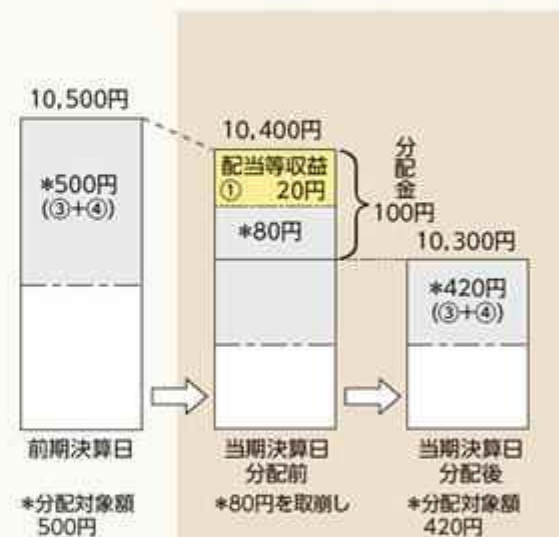 10,500円
*500円
(③+④)
前期決算日
*分配対象額
500円
10,400円
配当等収益
① 20円
*80円
分配金
100円
当期決算日
分配前
*80円を取崩し
10,300円
*420円
(③+④)
当期決算日
分配後
*分配対象額
420円